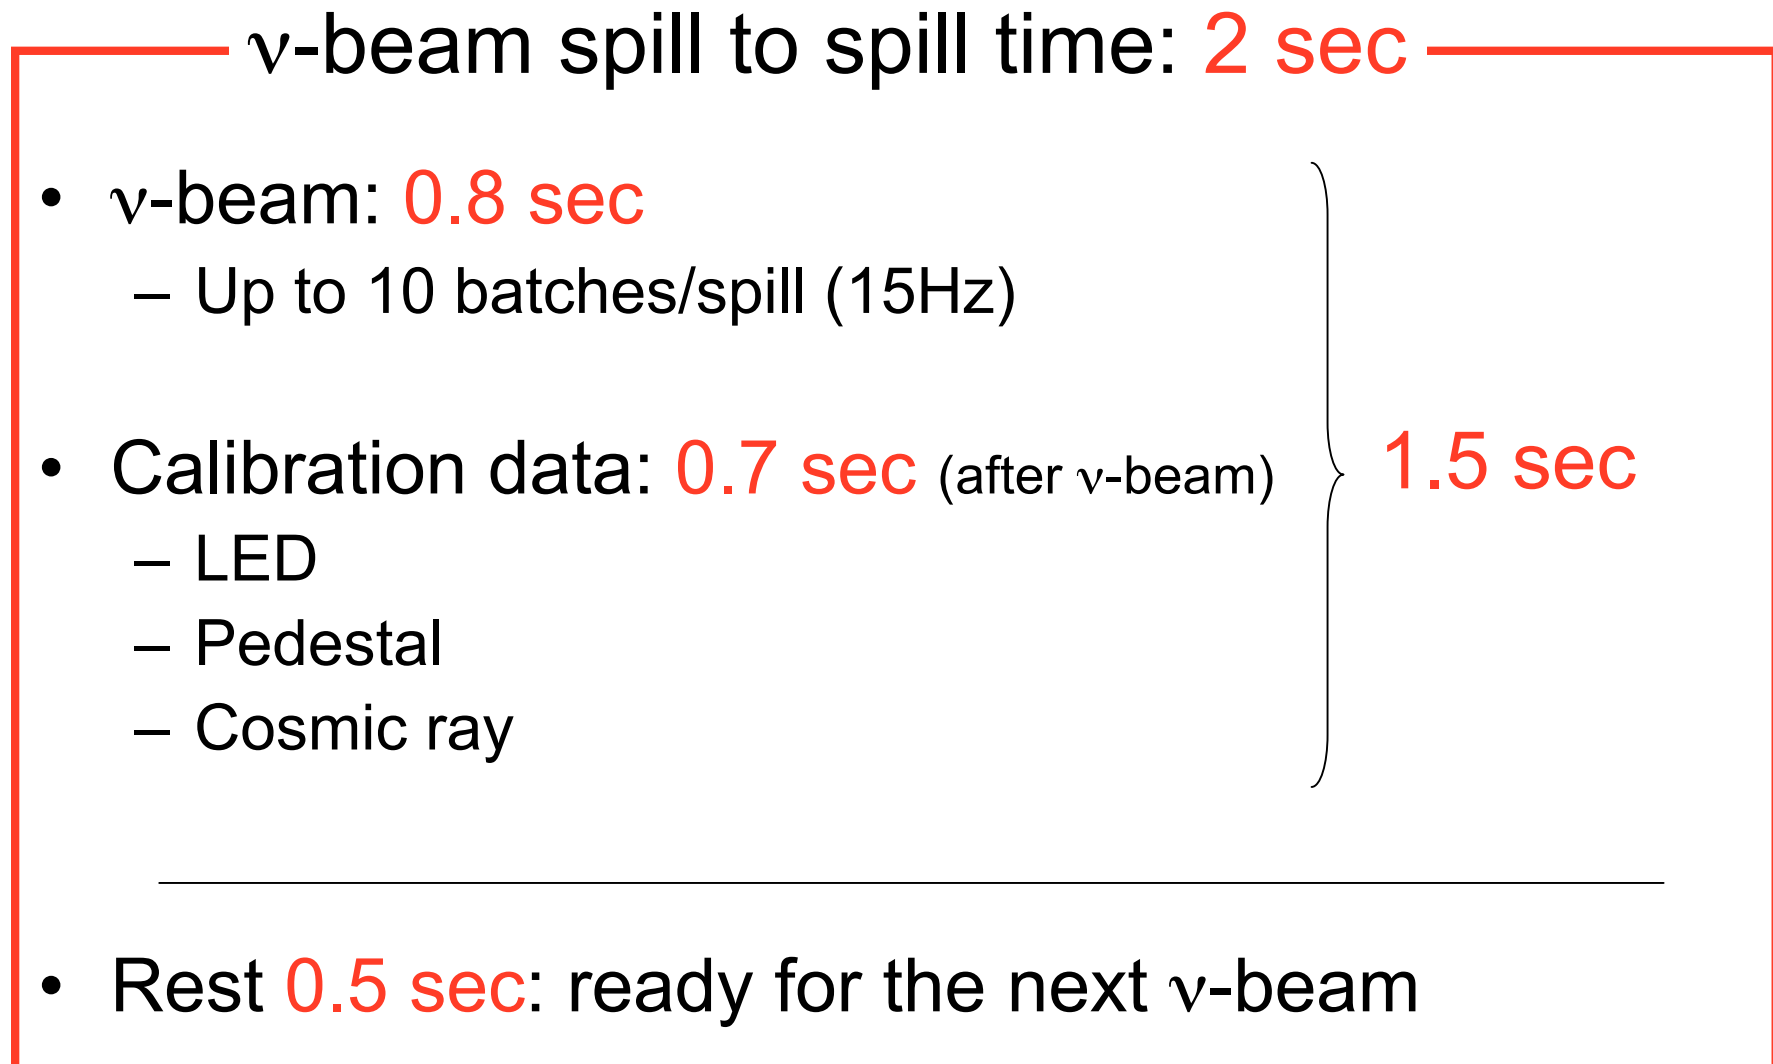 ν-beam spill to spill time: 2 sec
• ν-beam: 0.8 sec
– Up to 10 batches/spill (15Hz)
• Calibration data: 0.7 sec (after ν-beam)
1.5 sec
– LED
– Pedestal
– Cosmic ray
• Rest 0.5 sec: ready for the next ν-beam